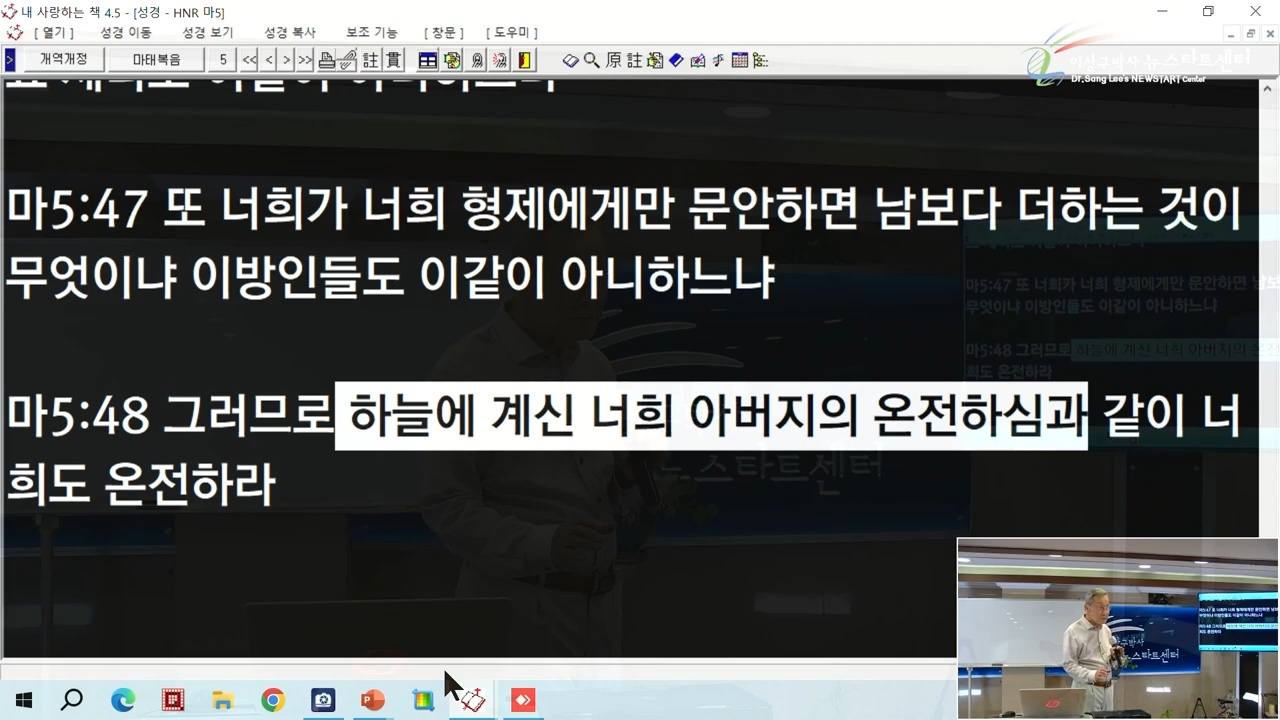 내 사랑하는 책 4.5 - [성경 - HNR 마5]
[ 열기 ] 성경 이동 성경 보기 성경 복사 보조 기능 [ 창문 ] [ 도우미 ]
> 개역개정 마태복음 5 << < > >> 註 貫 原 註
이상구박사 뉴스타트센터
Dr.Sang Lee's NEWSTART Center
마5:47 또 너희가 너희 형제에게만 문안하면 남보다 더하는 것이
무엇이냐 이방인들도 이같이 아니하느냐
마5:48 그러므로 하늘에 계신 너희 아버지의 온전하심과 같이 너
희도 온전하라
마5:47 또 너희가 너희 형제에게만 문안하면
무엇이냐 이방인들도 이같이 아니하느냐
마5:48 그러므로 하늘에 계신 너희 아버지의
희도 온전하라
뉴스타트센터